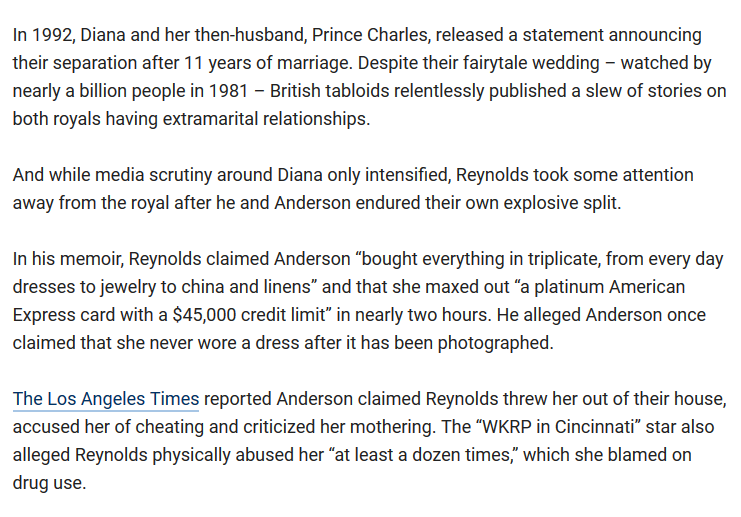 In 1992, Diana and her then-husband, Prince Charles, released a statement announcing
their separation after 11 years of marriage. Despite their fairytale wedding – watched by
nearly a billion people in 1981 – British tabloids relentlessly published a slew of stories on
both royals having extramarital relationships.
And while media scrutiny around Diana only intensified, Reynolds took some attention
away from the royal after he and Anderson endured their own explosive split.
In his memoir, Reynolds claimed Anderson “bought everything in triplicate, from every day
dresses to jewelry to china and linens” and that she maxed out “a platinum American
Express card with a $45,000 credit limit” in nearly two hours. He alleged Anderson once
claimed that she never wore a dress after it has been photographed.
The Los Angeles Times reported Anderson claimed Reynolds threw her out of their house,
accused her of cheating and criticized her mothering. The “WKRP in Cincinnati” star also
alleged Reynolds physically abused her “at least a dozen times,” which she blamed on
drug use.